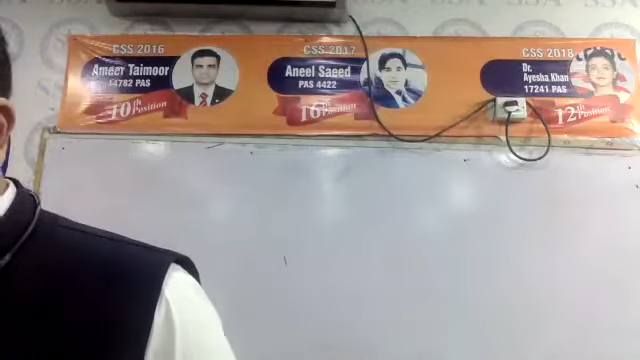 CSS 2016
Ameer Taimoor
14782 PAS
10th Position
CSS 2017
Aneel Saeed
PAS 4422
16th Position
CSS 2018
Dr.
Ayesha Khan
17241 PAS
12th Position